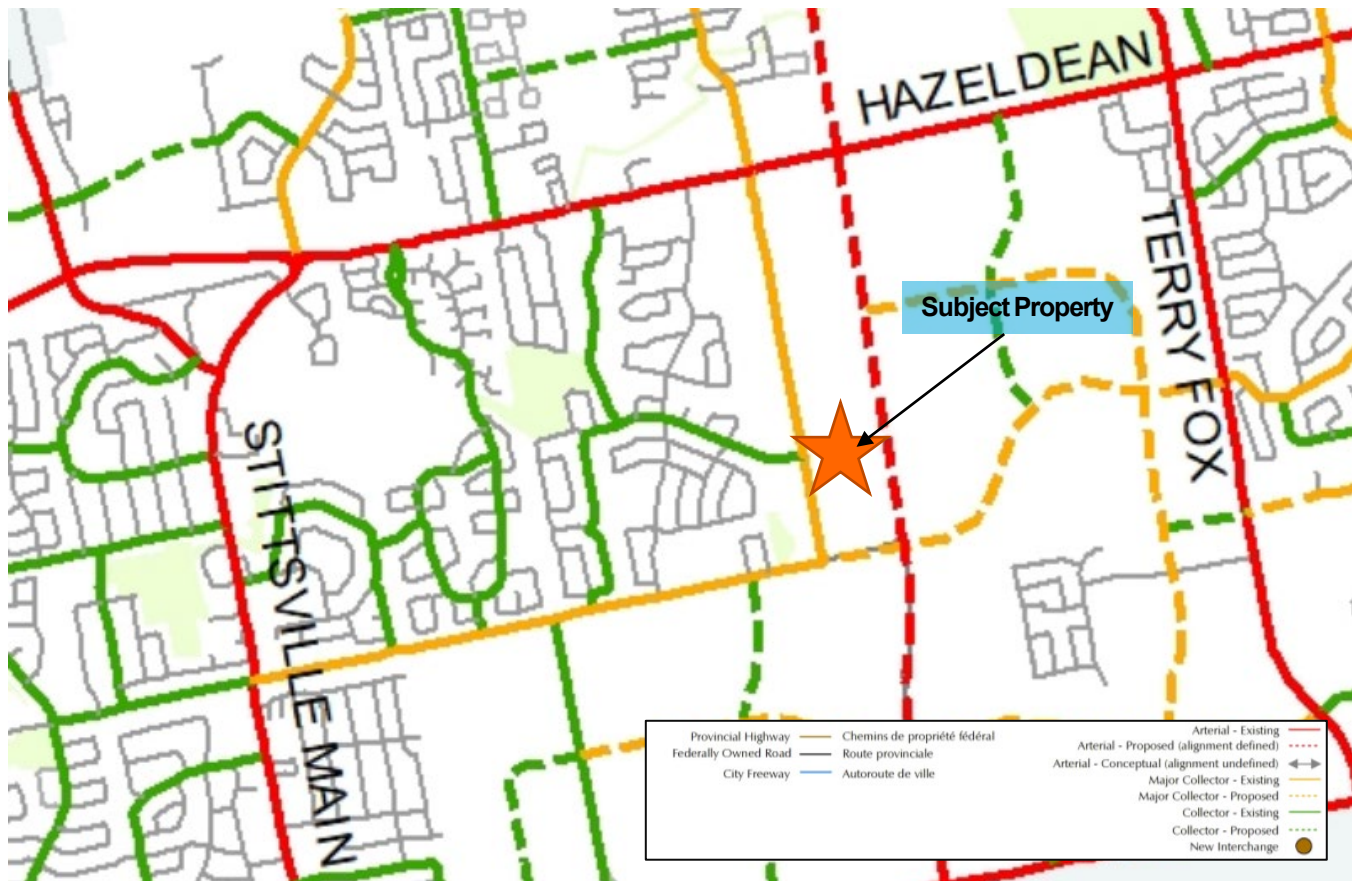 HAZELDEAN
TERRY FOX
Subject Property
STITTSVILLE MAIN
Provincial Highway
Federally Owned Road
City Freeway
Chemins de propriété fédéral
Route provinciale
Autoroute de ville
Arterial - Existing
Arterial - Proposed (alignment defined)
Arterial - Conceptual (alignment undefined)
Major Collector - Existing
Major Collector - Proposed
Collector - Existing
Collector - Proposed
New Interchange